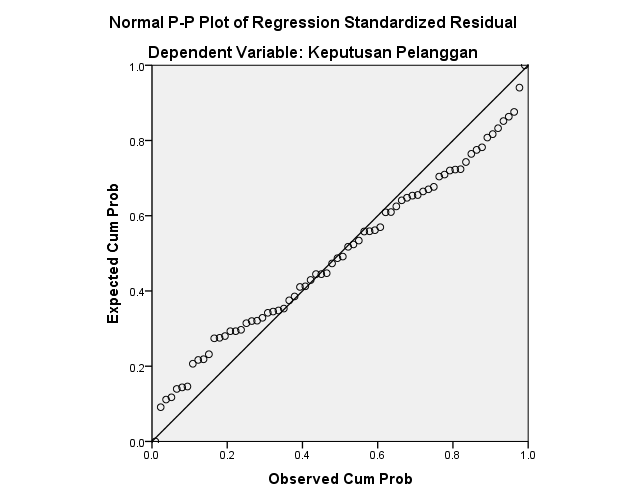 Normal P-P Plot of Regression Standardized Residual
Dependent Variable: Keputusan Pelanggan
1.0
0.8
0.6
0.4
0.2
0.0
Expected Cum Prob
0.0 0.2 0.4 0.6 0.8 1.0
Observed Cum Prob